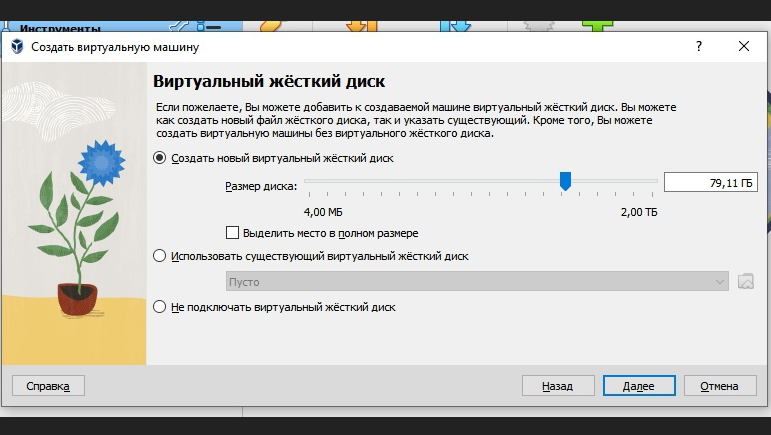 Инструменты
Создать виртуальную машину
?
Виртуальный жёсткий диск
Если пожелаете, Вы можете добавить к создаваемой машине виртуальный жёсткий диск. Вы можете
как создать новый файл жёсткого диска, так и указать существующий. Кроме того, Вы можете
создать виртуальную машины без виртуального жёсткого диска.
Создать новый виртуальный жёсткий диск
Размер диска:
79,11 ГБ
4,00 МБ 2,00 ТБ
Выделить место в полном размере
Использовать существующий виртуальный жёсткий диск
Пусто
Не подключать виртуальный жёсткий диск
Справка Назад Далее Отмена